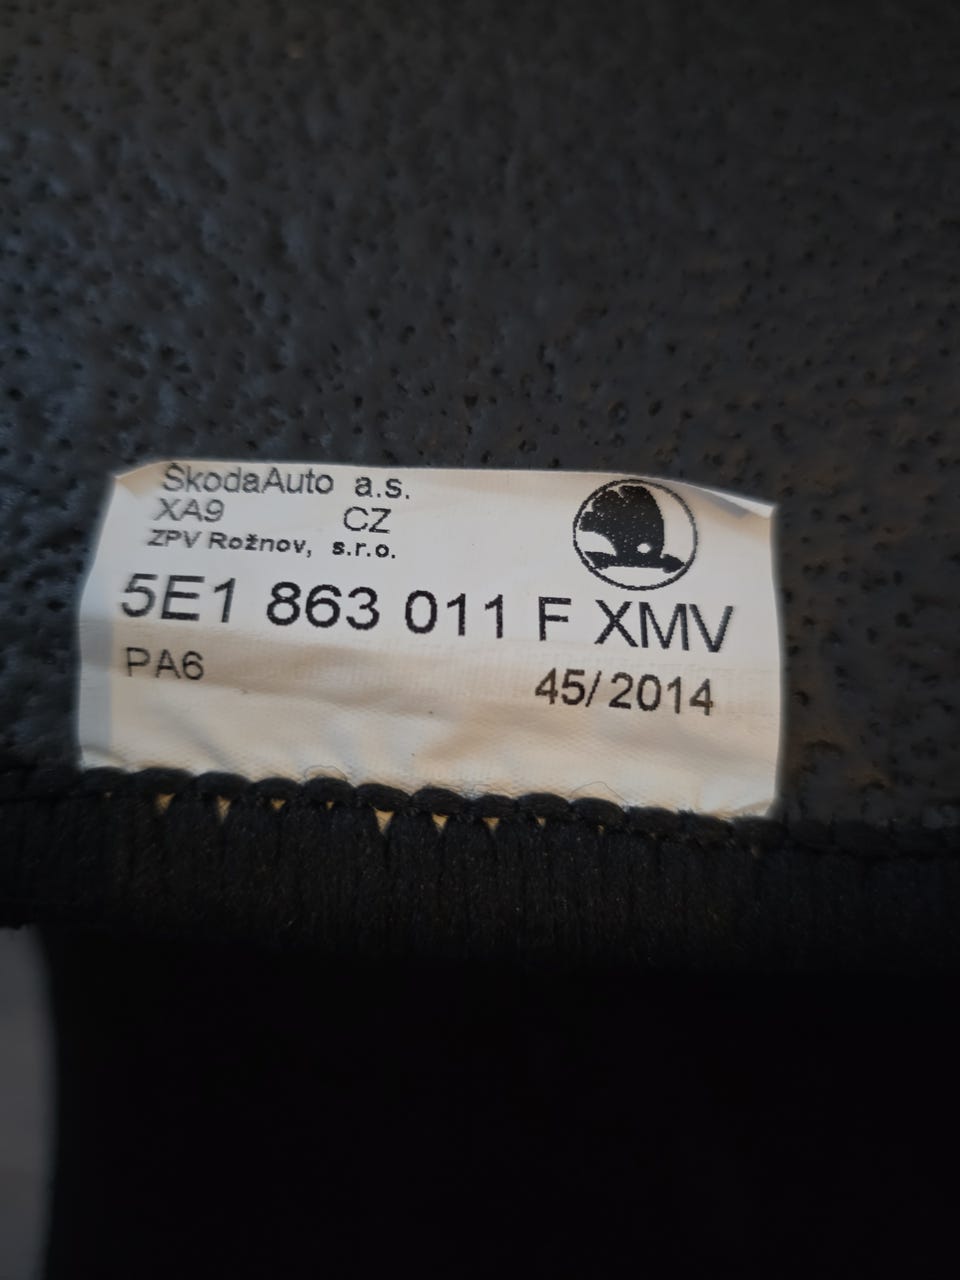 ŠkodaAuto a.s.
XA9 CZ
ZPV Rožnov, s.r.o.
5E1 863 011 F XMV
PA6 45/2014